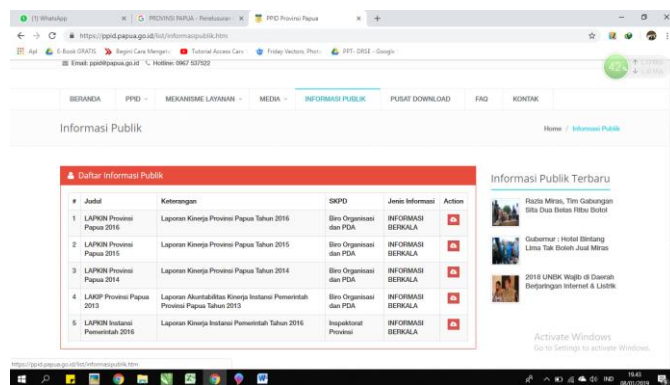 (1) WhatsApp
PROVINSI PAPUA - Penelusuran
PPID Provinsi Papua
https://ppid.papua.go.id/list/informasipublik.htm
Apl
E-Book GRATIS
Begini Cara Mengatasi
Tutorial Access Cara
Friday Vectors, Photo
PPT- DRSE - Google
Email: ppid@papua.go.id
Hotline: 0967 537522
42%
BERANDA PPID MEKANISME LAYANAN MEDIA INFORMASI PUBLIK PUSAT DOWNLOAD FAQ KONTAK
Informasi Publik
Home / Informasi Publik
Daftar Informasi Publik
# Judul Keterangan SKPD Jenis Informasi Action
1 LAPKIN Provinsi Laporan Kinerja Provinsi Papua Tahun 2016 Biro Organisasi INFORMASI
Papua 2016 dan PDA BERKALA
2 LAPKIN Provinsi Laporan Kinerja Provinsi Papua Tahun 2015 Biro Organisasi INFORMASI
Papua 2015 dan PDA BERKALA
3 LAPKIN Provinsi Laporan Kinerja Provinsi Papua Tahun 2014 Biro Organisasi INFORMASI
Papua 2014 dan PDA BERKALA
4 LAKIP Provinsi Papua Laporan Akuntabilitas Kinerja Instansi Pemerintah Biro Organisasi INFORMASI
2013 Provinsi Papua Tahun 2013 dan PDA BERKALA
5 LAPKIN Instansi Laporan Kinerja Instansi Pemerintah Tahun 2016 Inspektorat INFORMASI
Pemerintah 2016 Provinsi BERKALA
Informasi Publik Terbaru
Razia Miras, Tim Gabungan
Sita Dua Belas Ribu Botol
Gubernur : Hotel Bintang
Lima Tak Boleh Jual Miras
2018 UNBK Wajib di Daerah
Berjaringan Internet & Listrik
Activate Windows
Go to Settings to activate Windows.
https://ppid.papua.go.id/list/informasipublik.htm
IND
19.43
08/01/2019